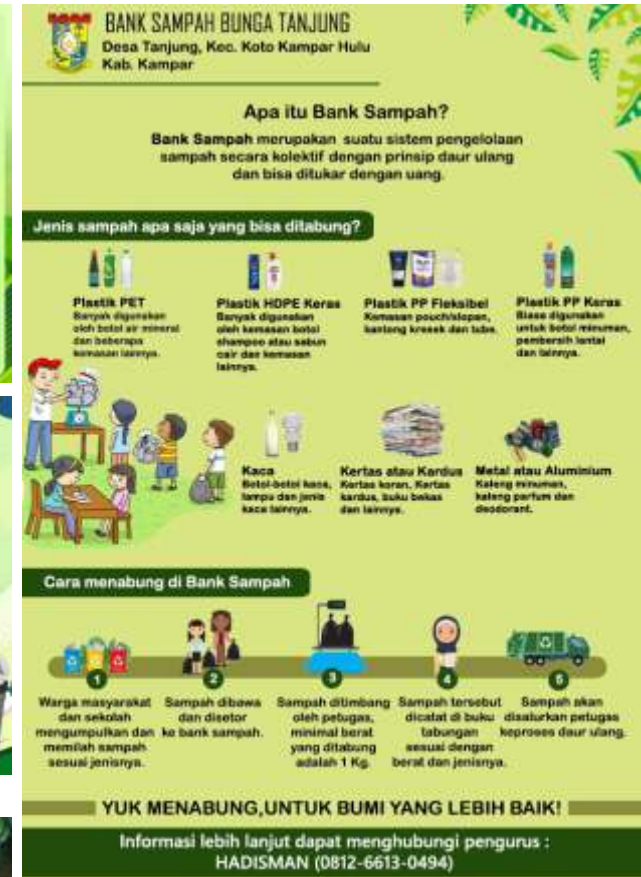 BANK SAMPAH BUNGA TANJUNG
Desa Tanjung, Kec. Koto Kampar Hulu
Kab. Kampar
Apa itu Bank Sampah?
Bank Sampah merupakan suatu sistem pengelolaan
sampah secara kolektif dengan prinsip daur ulang
dan bisa ditukar dengan uang.
Jenis sampah apa saja yang bisa ditabung?
Plastik PET
Banyak digunakan
oleh botol air mineral
dan beberapa
kemasan lainnya.
Plastik HDPE Keras
Banyak digunakan
oleh kemasan botol
shampoo atau sabun
cair dan kemasan
lainnya.
Plastik PP Fleksibel
Kemasan pouch/slopan,
kantong kresek dan tube.
Plastik PP Keras
Biasa digunakan
untuk botol minuman,
pembersih lantai
dan lainnya.
Kaca
Botol-botol kaca,
lampu dan jenis
kaca lainnya.
Kertas atau Kardus
Kertas koran, Kertas
kardus, buku bekas
dan lainnya.
Metal atau Aluminium
Kaleng minuman,
kaleng parfum dan
deodorant.
Cara menabung di Bank Sampah
1
Warga masyarakat
dan sekolah
mengumpulkan dan
memilah sampah
sesuai jenisnya.
2
Sampah dibawa
dan disetor
ke bank sampah.
3
Sampah ditimbang
oleh petugas,
minimal berat
yang ditabung
adalah 1 Kg.
4
Sampah tersebut
dicatat di buku
tabungan
sesuai dengan
berat dan jenisnya.
5
Sampah akan
disalurkan petugas
keproses daur ulang.
YUK MENABUNG,UNTUK BUMI YANG LEBIH BAIK!
Informasi lebih lanjut dapat menghubungi pengurus :
HADISMAN (0812-6613-0494)